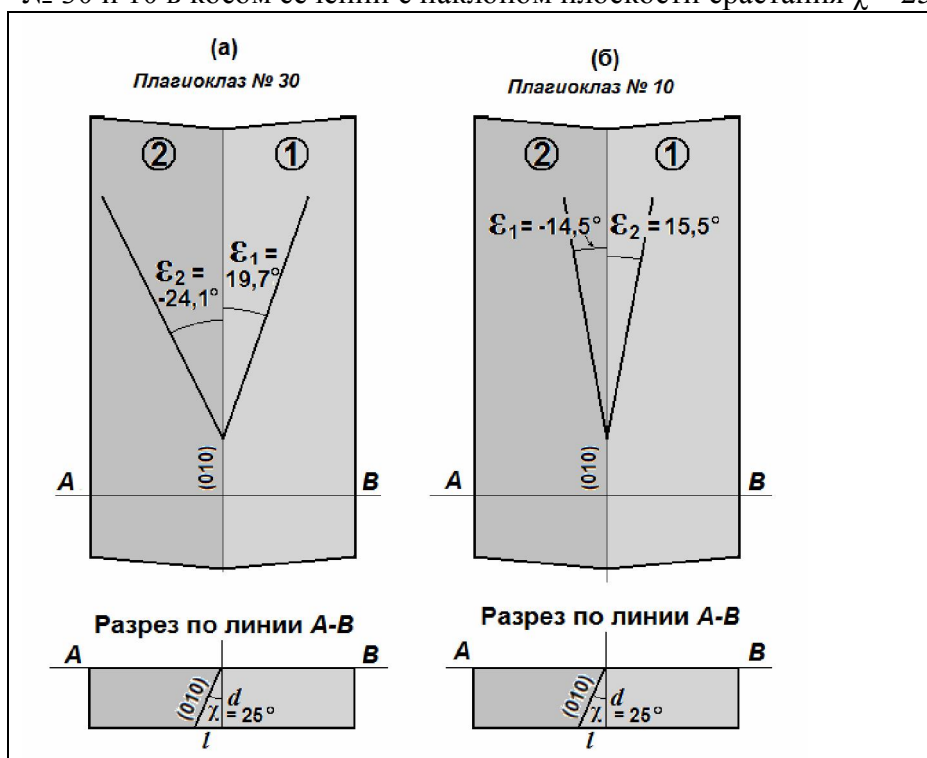 № 30 и 10 в косом сечении с наклоном плоскости срастания χ = 25
(а)
Плагиоклаз № 30
② ①
ε₁ =
19,7°
ε₂ =
-24,1°
(010)
A B
Разрез по линии A-B
A B
(010)
χ d
= 25°
l
(б)
Плагиоклаз № 10
② ①
ε₁ = -14,5° ε₂ = 15,5°
(010)
A B
Разрез по линии A-B
A B
(010)
χ d
= 25°
l